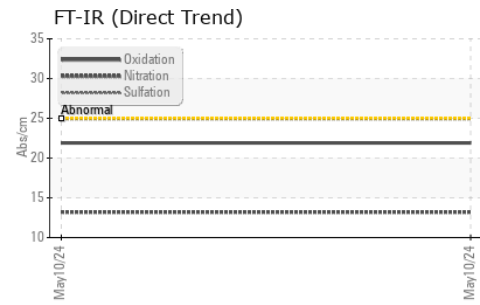 FT-IR (Direct Trend)
35
Oxidation
30
Nitration
Sulfation
Abnormal
25
Abs/cm
20
15
10
May10/24
May10/24